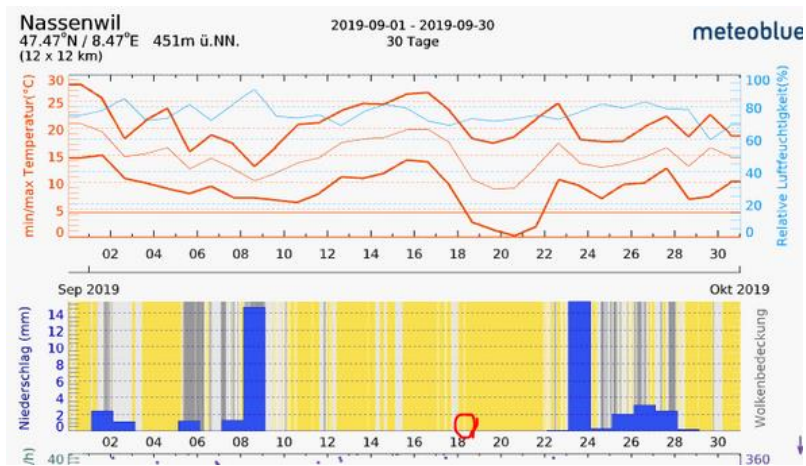 Nassenwil
47.47°N / 8.47°E 451m ü.NN.
(12 x 12 km)
2019-09-01 - 2019-09-30
30 Tage
meteoblue
min/max Temperatur(°C)
30
25
20
15
10
5
0
Relative Luftfeuchtigkeit(%)
100
80
60
40
20
0
02 04 06 08 10 12 14 16 18 20 22 24 26 28 30
Sep 2019
Okt 2019
Niederschlag (mm)
14
12
10
8
6
4
2
0
Wolkenbedeckung
02 04 06 08 10 12 14 16 18 20 22 24 26 28 30
/h)
40
360